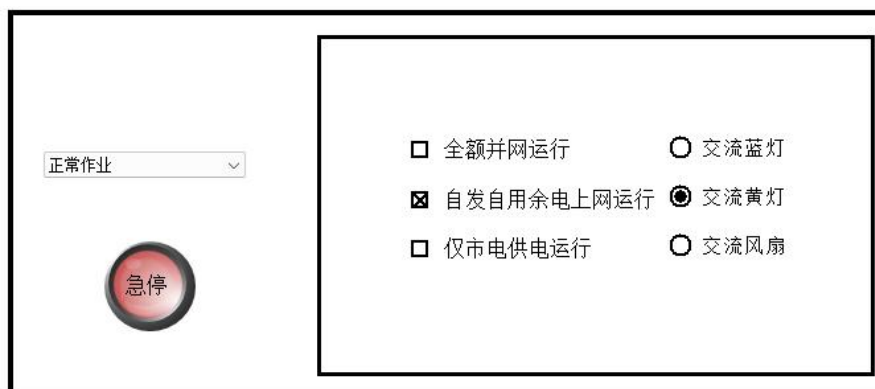 正常作业
急停
全额并网运行
自发自用余电上网运行
仅市电供电运行
交流蓝灯
交流黄灯
交流风扇